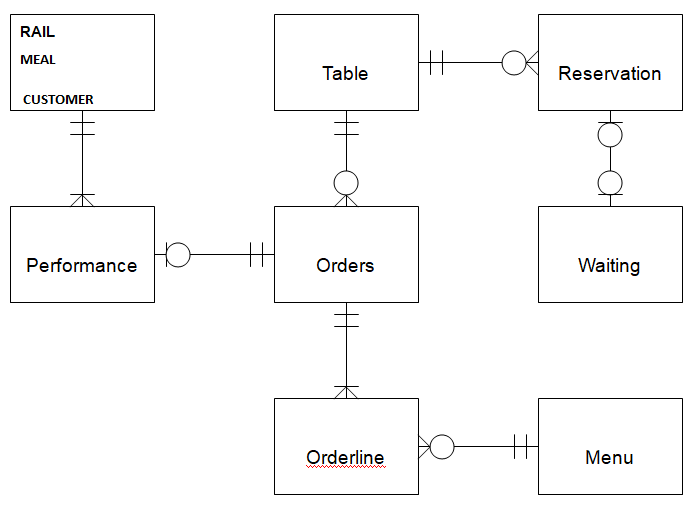 RAIL
MEAL
CUSTOMER
Table
Reservation
Performance
Orders
Waiting
Orderline
Menu